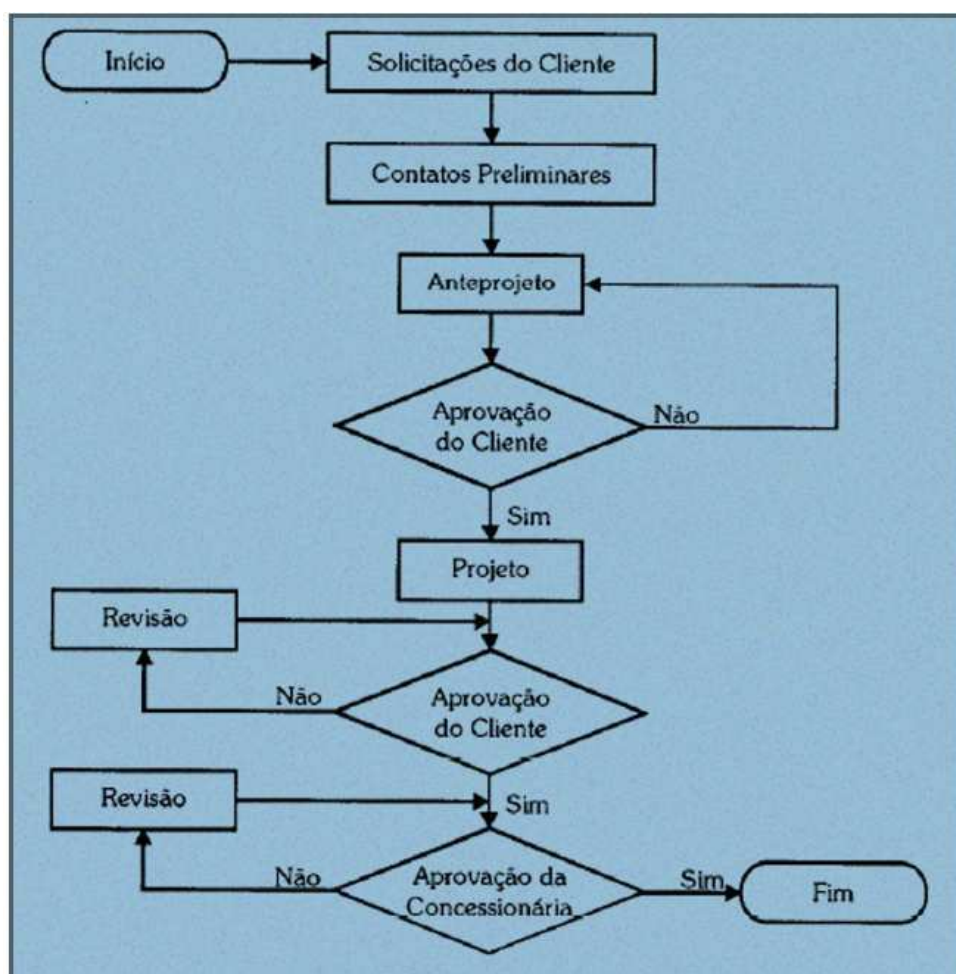 Início
Solicitações do Cliente
Contatos Preliminares
Anteprojeto
Aprovação
do Cliente
Não
Sim
Projeto
Revisão
Não
Aprovação
do Cliente
Revisão
Sim
Não
Aprovação da
Concessionária
Sim
Fim